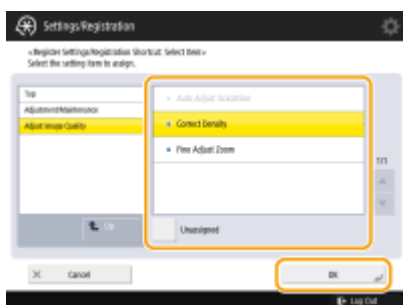 Settings/Registration
<Register Settings/Registration Shortcut: Select Item>
Select the setting item to assign.
Top
Adjustment/Maintenance
Adjust Image Quality
Auto Adjust Gradation
Correct Density
Fine Adjust Zoom
1/1
Up
Unassigned
Cancel
OK
Log Out